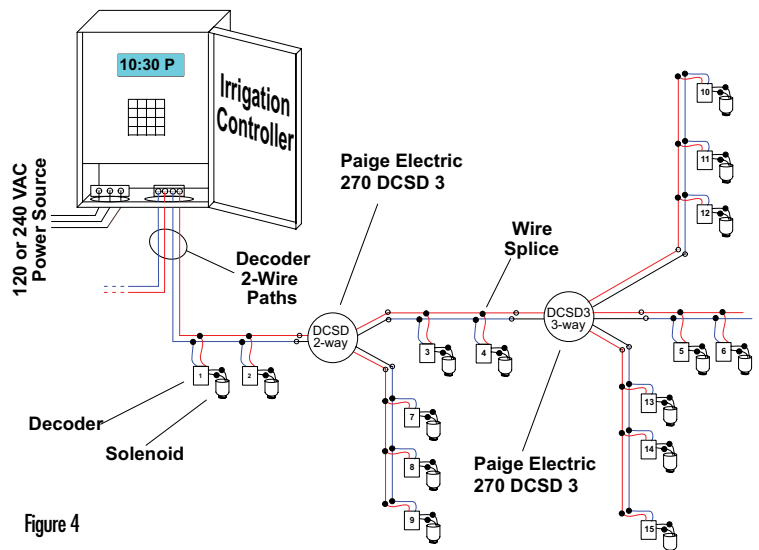 10:30 P
Irrigation
Controller
120 or 240 VAC
Power Source
Decoder
2-Wire
Paths
Paige Electric
270 DCSD 3
Wire
Splice
DCSD
2-way
DCSD3
3-way
10
11
12
1
2
3
4
5
6
7
8
9
13
14
15
Decoder
Solenoid
Paige Electric
270 DCSD 3
Figure 4